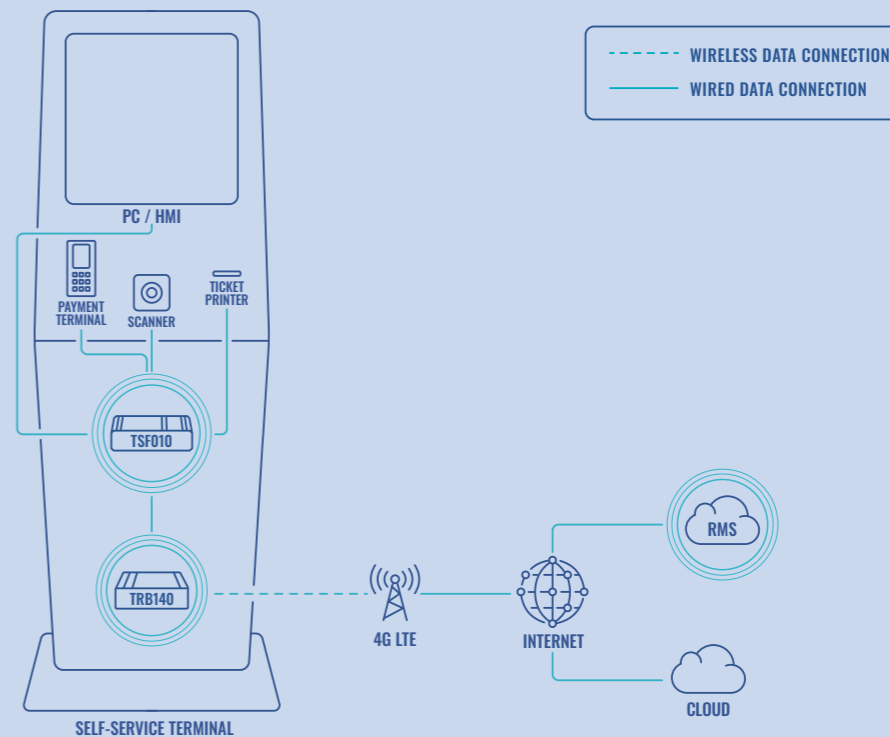 WIRELESS DATA CONNECTION
WIRED DATA CONNECTION
PC / HMI
PAYMENT
TERMINAL
SCANNER
TICKET
PRINTER
TSF010
TRB140
4G LTE
INTERNET
RMS
CLOUD
SELF-SERVICE TERMINAL